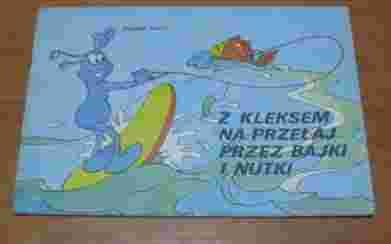 Z KLEKSEM
NA PRZEŁAJ
PRZEZ BAJKI
I NUTKI